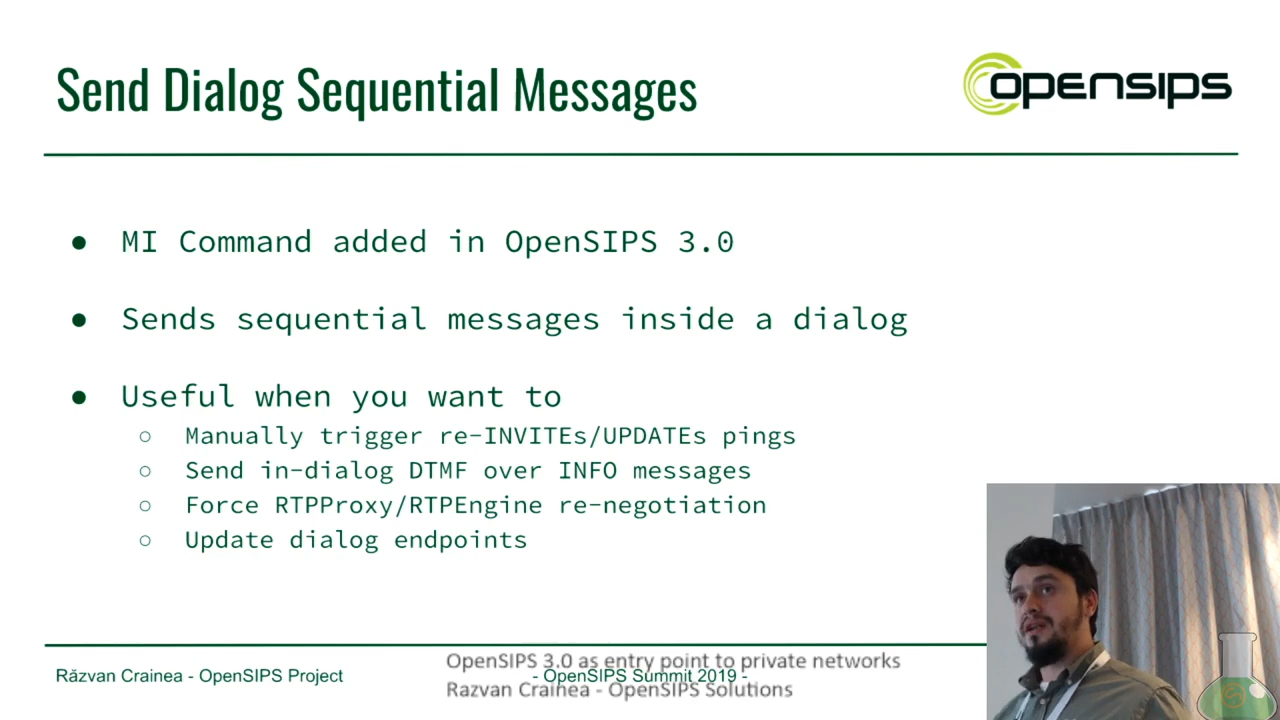 Send Dialog Sequential Messages
opensips
● MI Command added in OpenSIPS 3.0
● Sends sequential messages inside a dialog
● Useful when you want to
○ Manually trigger re-INVITEs/UPDATEs pings
○ Send in-dialog DTMF over INFO messages
○ Force RTPProxy/RTPEngine re-negotiation
○ Update dialog endpoints
Răzvan Crainea - OpenSIPS Project
- OpenSIPS Summit 2019 -
OpenSIPS 3.0 as entry point to private networks
Razvan Crainea - OpenSIPS Solutions